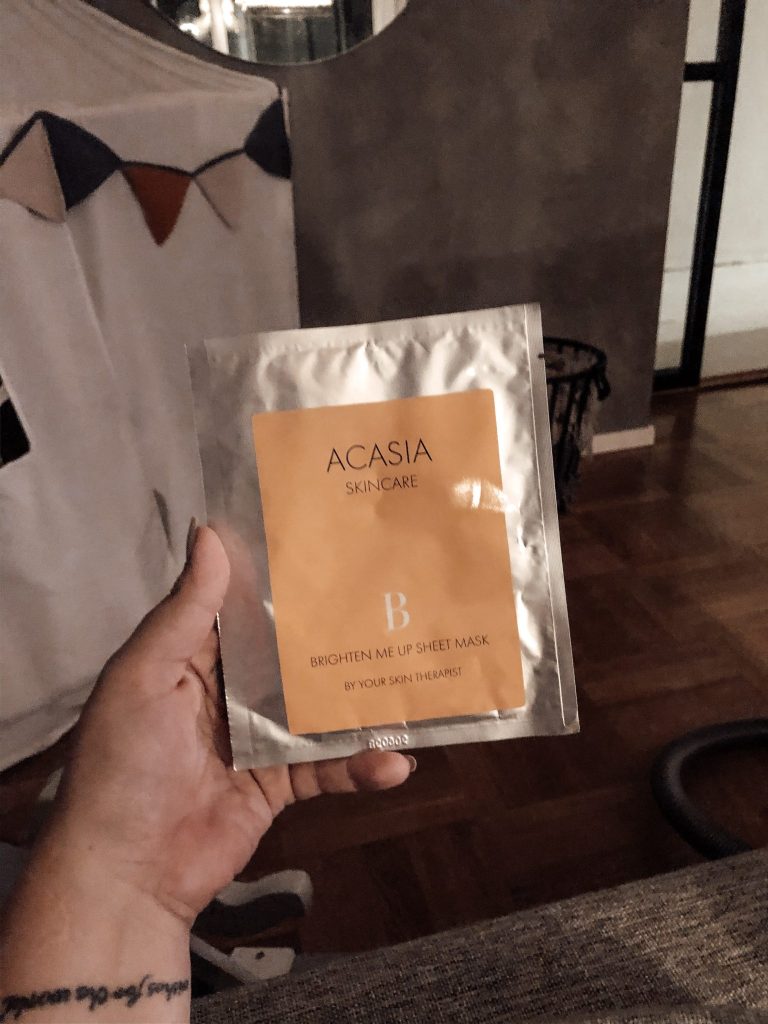 ACASIA
SKINCARE
B
BRIGHTEN ME UP SHEET MASK
BY YOUR SKIN THERAPIST